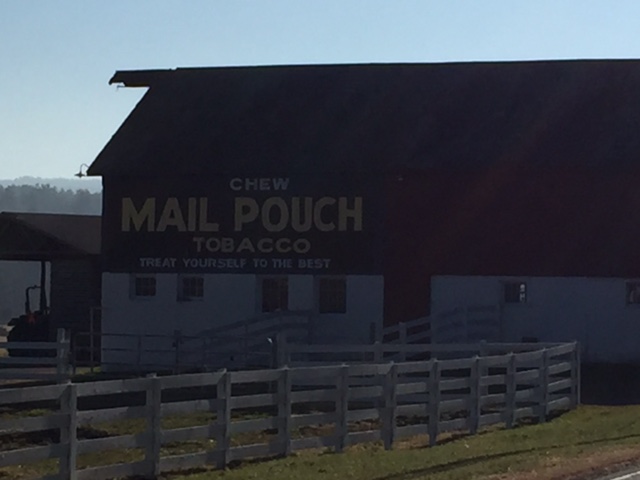 CHEW
MAIL POUCH
TOBACCO
TREAT YOURSELF TO THE BEST